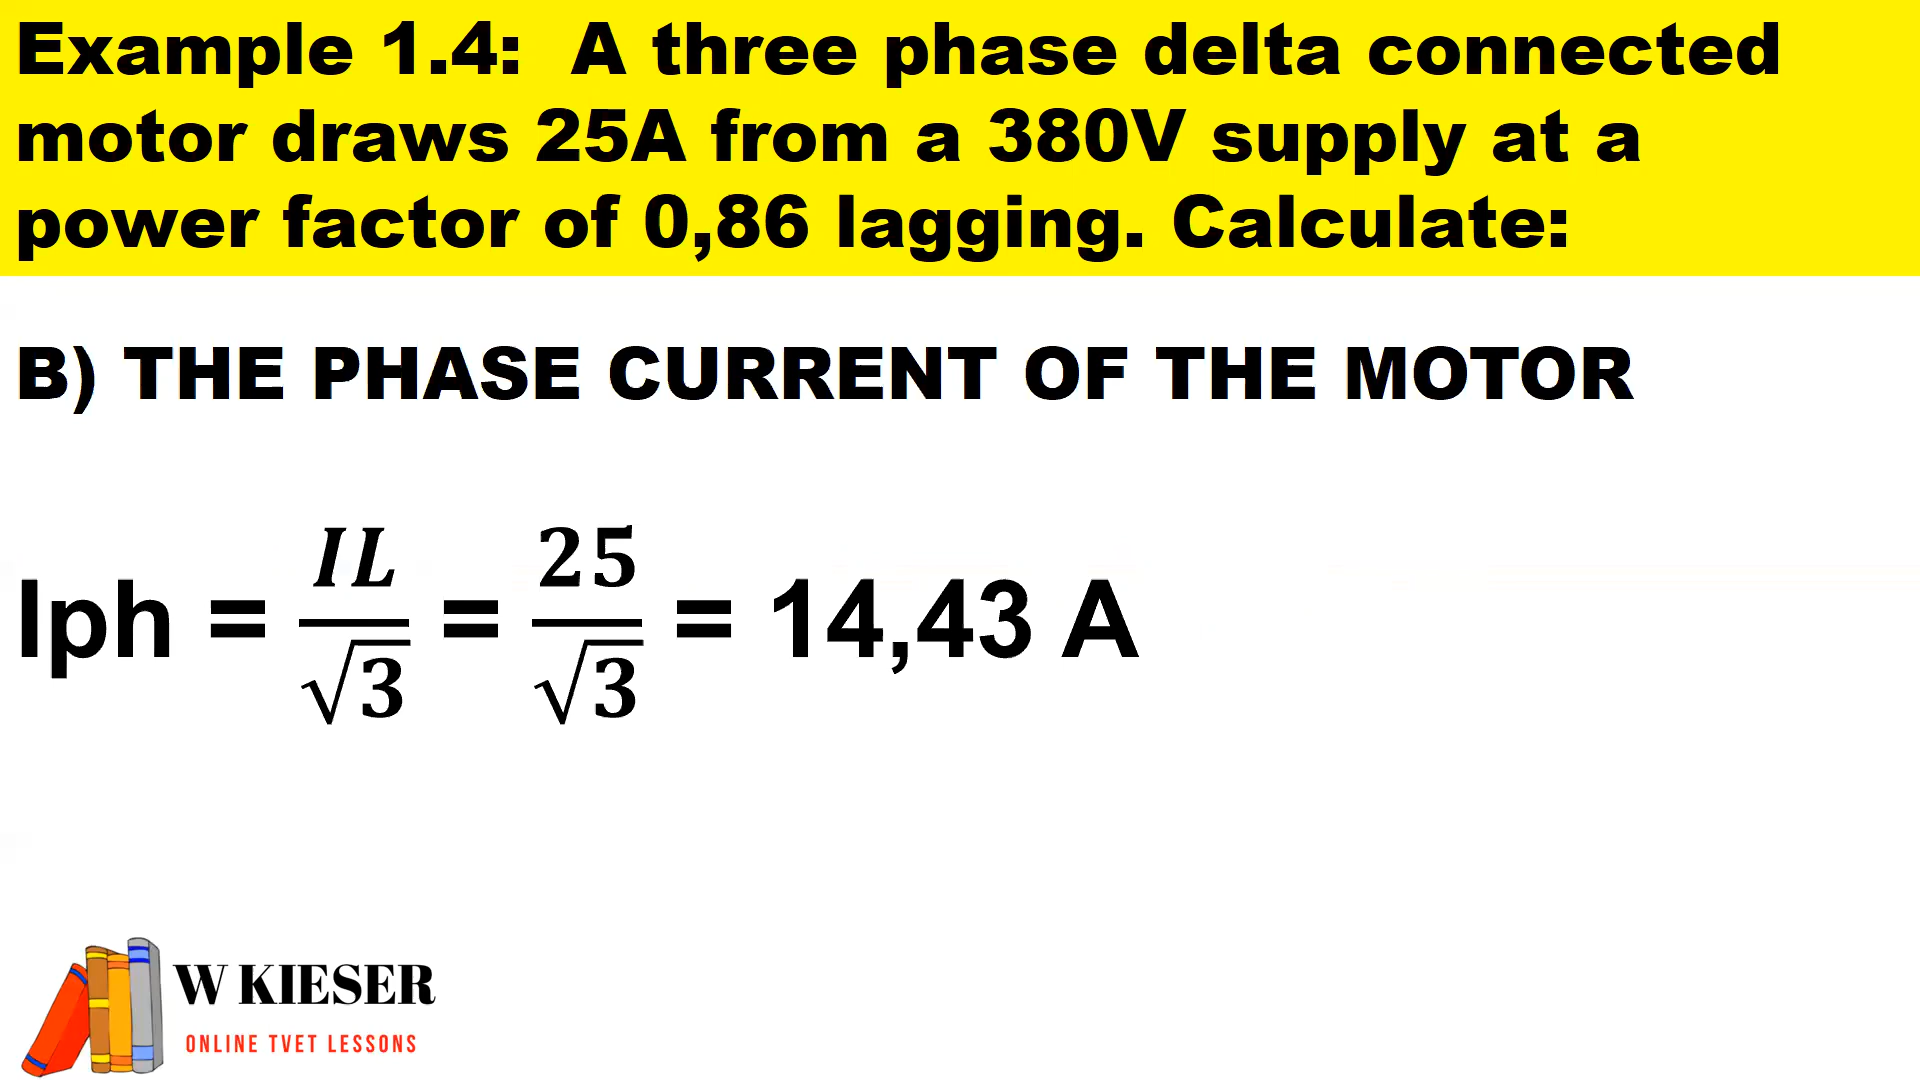 Example 1.4:  A three phase delta connected
motor draws 25A from a 380V supply at a
power factor of 0,86 lagging. Calculate:
B) THE PHASE CURRENT OF THE MOTOR
Iph = IL/√3 = 25/√3 = 14,43 A
W KIESER
ONLINE TVET LESSONS